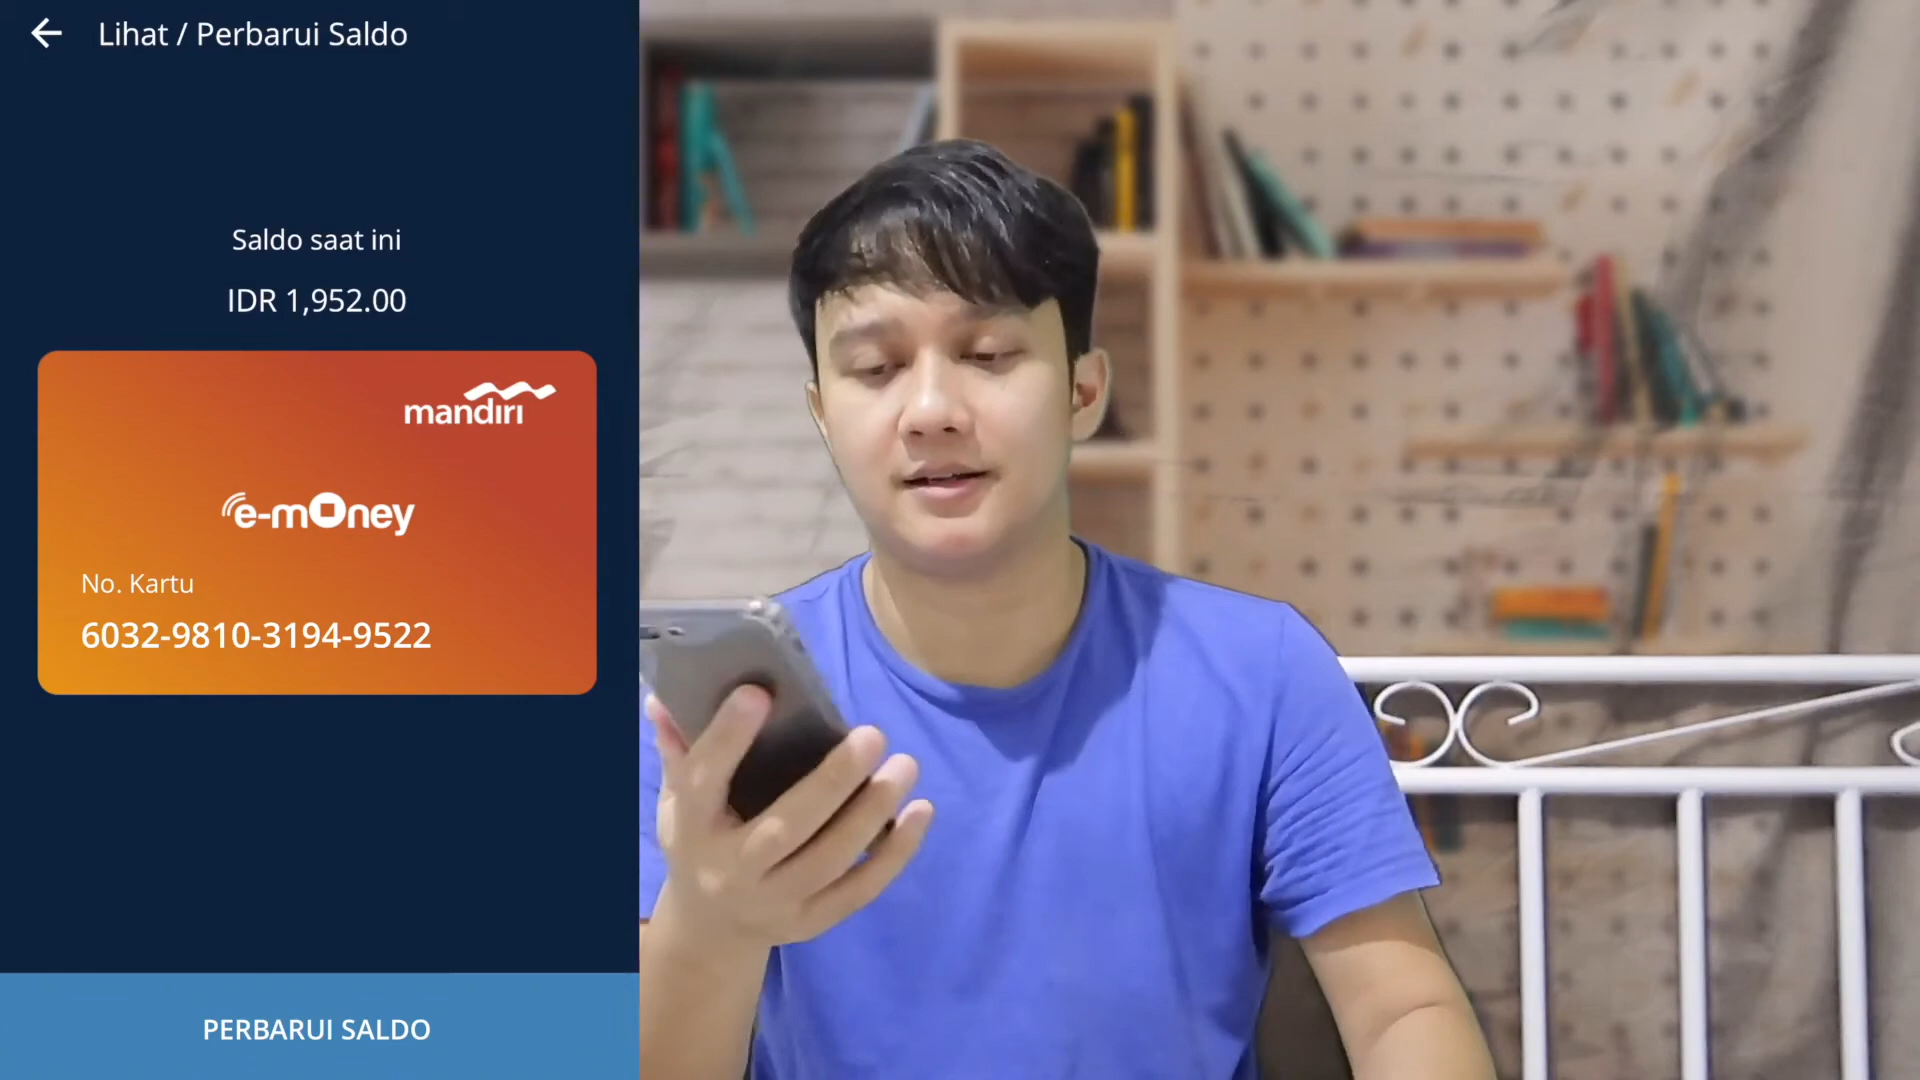 Lihat / Perbarui Saldo
Saldo saat ini
IDR 1,952.00
mandiri
e-money
No. Kartu
6032-9810-3194-9522
PERBARUI SALDO